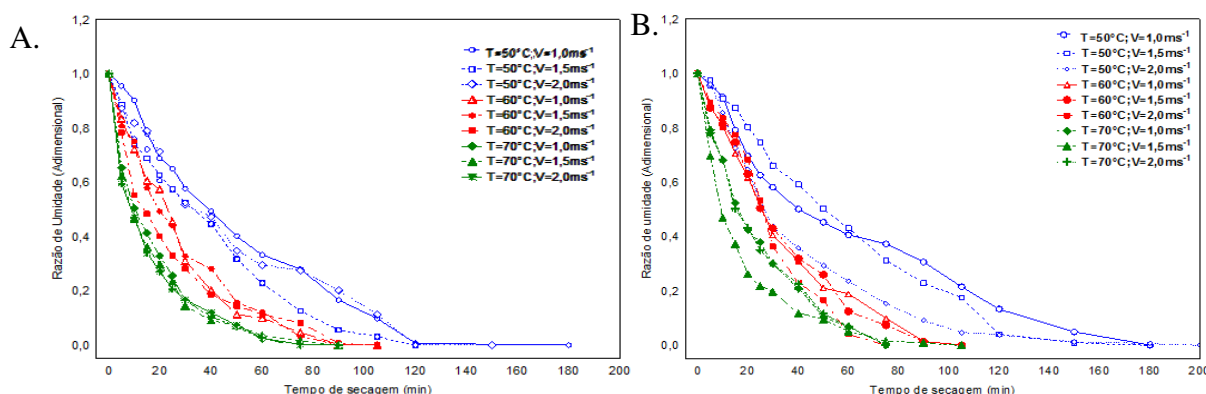 A.
Razão de Umidade (Adimensional)
1,2
1,0
0,8
0,6
0,4
0,2
0,0
0 20 40 60 80 100 120 140 160 180 200
Tempo de secagem (min)
T=50°C;V=1,0ms⁻¹
T=50°C;V=1,5ms⁻¹
T=50°C;V=2,0ms⁻¹
T=60°C;V=1,0ms⁻¹
T=60°C;V=1,5ms⁻¹
T=60°C;V=2,0ms⁻¹
T=70°C;V=1,0ms⁻¹
T=70°C;V=1,5ms⁻¹
T=70°C;V=2,0ms⁻¹
B.
Razão de umidade (Adimensional)
1,2
1,0
0,8
0,6
0,4
0,2
0,0
0 20 40 60 80 100 120 140 160 180 200
Tempo de secagem (min)
T=50°C;V=1,0ms⁻¹
T=50°C;V=1,5ms⁻¹
T=50°C;V=2,0ms⁻¹
T=60°C;V=1,0ms⁻¹
T=60°C;V=1,5ms⁻¹
T=60°C;V=2,0ms⁻¹
T=70°C;V=1,0ms⁻¹
T=70°C;V=1,5ms⁻¹
T=70°C;V=2,0ms⁻¹